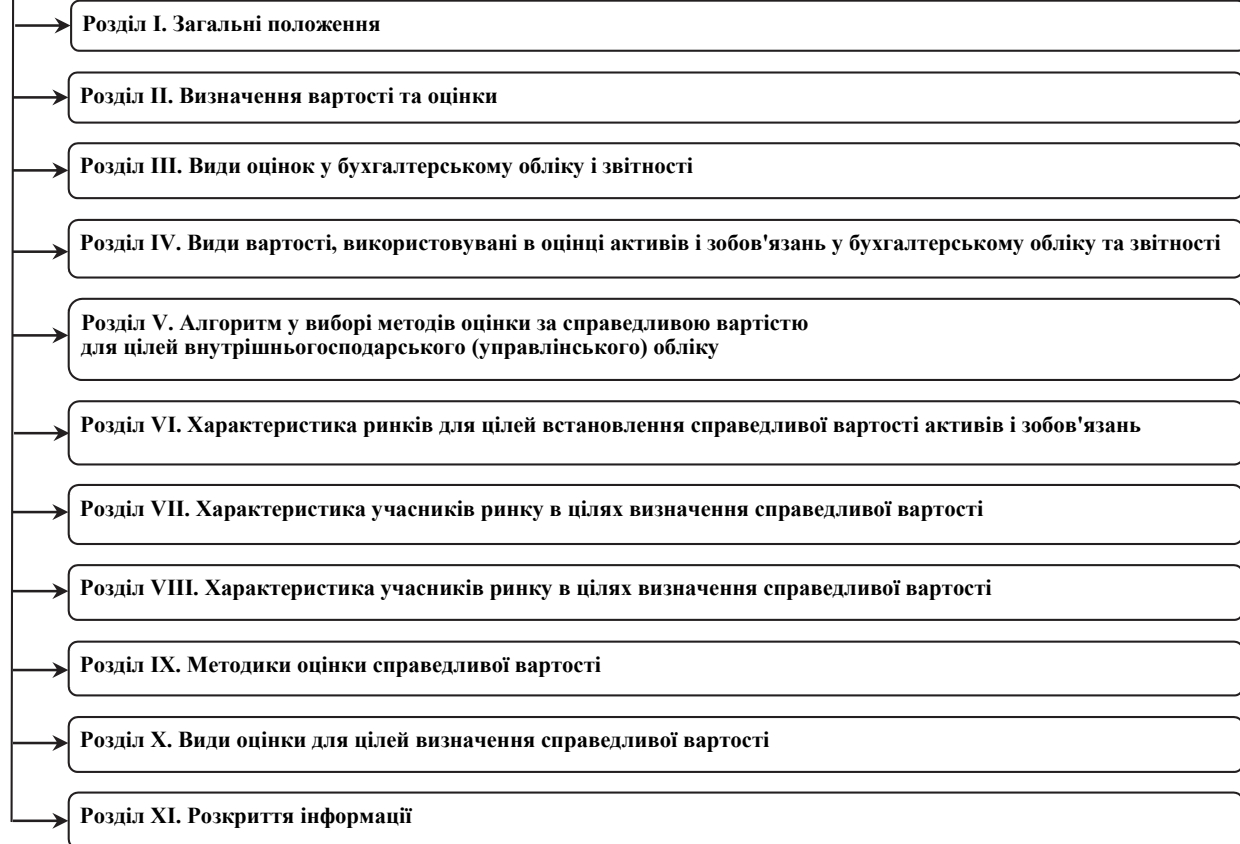 Розділ I. Загальні положення
Розділ II. Визначення вартості та оцінки
Розділ III. Види оцінок у бухгалтерському обліку і звітності
Розділ IV. Види вартості, використовувані в оцінці активів і зобов'язань у бухгалтерському обліку та звітності
Розділ V. Алгоритм у виборі методів оцінки за справедливою вартістю
для цілей внутрішньогосподарського (управлінського) обліку
Розділ VI. Характеристика ринків для цілей встановлення справедливої вартості активів і зобов'язань
Розділ VII. Характеристика учасників ринку в цілях визначення справедливої вартості
Розділ VIII. Характеристика учасників ринку в цілях визначення справедливої вартості
Розділ IX. Методики оцінки справедливої вартості
Розділ X. Види оцінки для цілей визначення справедливої вартості
Розділ XI. Розкриття інформації